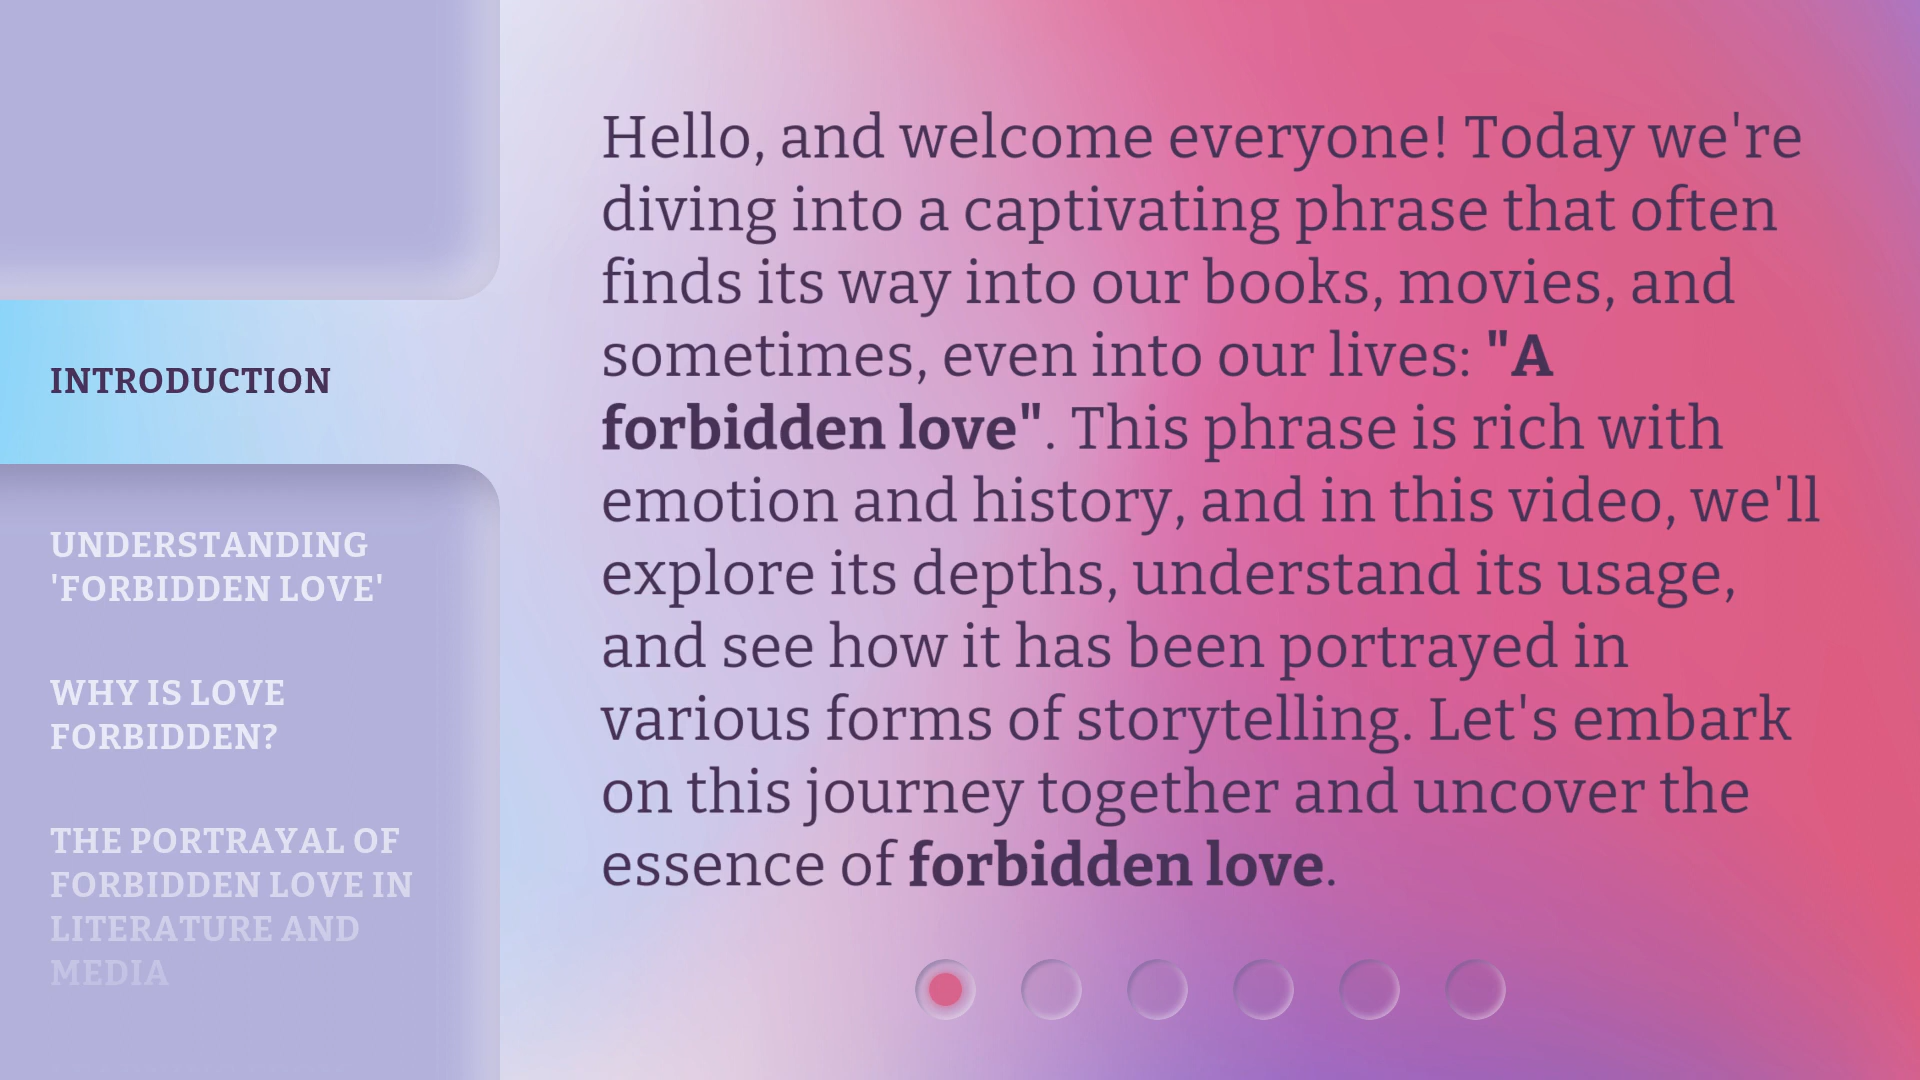 INTRODUCTION
UNDERSTANDING
'FORBIDDEN LOVE'
WHY IS LOVE
FORBIDDEN?
THE PORTRAYAL OF
FORBIDDEN LOVE IN
LITERATURE AND
MEDIA
Hello, and welcome everyone! Today we're
diving into a captivating phrase that often
finds its way into our books, movies, and
sometimes, even into our lives: "A
forbidden love". This phrase is rich with
emotion and history, and in this video, we'll
explore its depths, understand its usage,
and see how it has been portrayed in
various forms of storytelling. Let's embark
on this journey together and uncover the
essence of forbidden love.